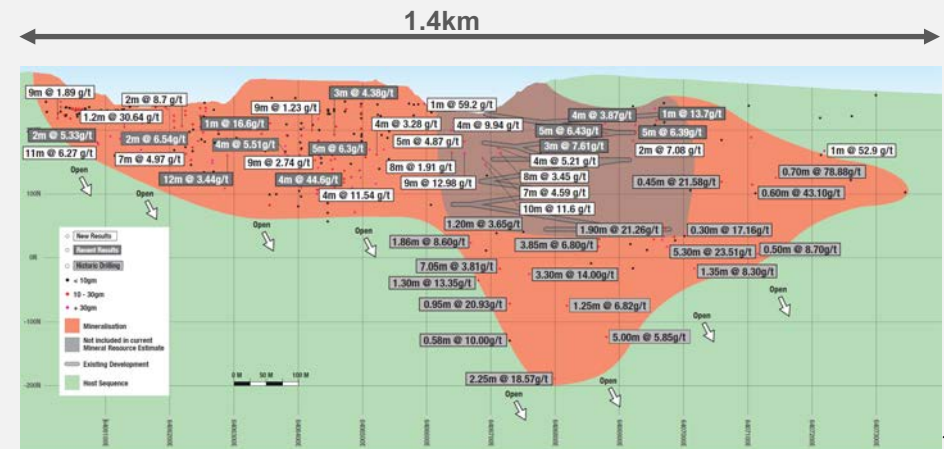 1.4km
3m @ 4.38g/t
9m @ 1.89 g/t
2m @ 8.7 g/t
9m @ 1.23 g/t
1m @ 59.2 g/t
4m @ 3.87g/t
1m @ 13.7g/t
1.2m @ 30.64 g/t
1m @ 16.6g/t
4m @ 3.28 g/t
4m @ 9.94 g/t
5m @ 6.43g/t
5m @ 6.39g/t
2m @ 5.33g/t
2m @ 6.54g/t
4m @ 5.51g/t
5m @ 6.3g/t
5m @ 4.87 g/t
3m @ 7.61g/t
2m @ 7.08 g/t
1m @ 52.9 g/t
11m @ 6.27 g/t
7m @ 4.97 g/t
9m @ 2.74 g/t
8m @ 1.91 g/t
4m @ 5.21 g/t
Open
12m @ 3.44g/t
4m @ 44.6g/t
9m @ 12.98 g/t
8m @ 3.45 g/t
0.45m @ 21.58g/t
0.70m @ 78.88g/t
Open
4m @ 11.54 g/t
7m @ 4.59 g/t
0.60m @ 43.10g/t
100N
10m @ 11.6 g/t
Open
Open
1.20m @ 3.65g/t
1.90m @ 21.26g/t
0.30m @ 17.16g/t
1.86m @ 8.60g/t
3.85m @ 6.80g/t
5.30m @ 23.51g/t
0.50m @ 8.70g/t
0N
7.05m @ 3.81g/t
3.30m @ 14.00g/t
1.35m @ 8.30g/t
1.30m @ 13.35g/t
Open
0.95m @ 20.93g/t
1.25m @ 6.82g/t
Open
-100N
0.58m @ 10.00g/t
5.00m @ 5.85g/t
2.25m @ 18.57g/t
Open
Open
-200N
New Results
Recent Results
Historic Drilling
< 10gm
10 - 30gm
+ 30gm
Mineralisation
Not included in current
Mineral Resource Estimate
Existing Development
Host Sequence
0 M 50 M 100 M